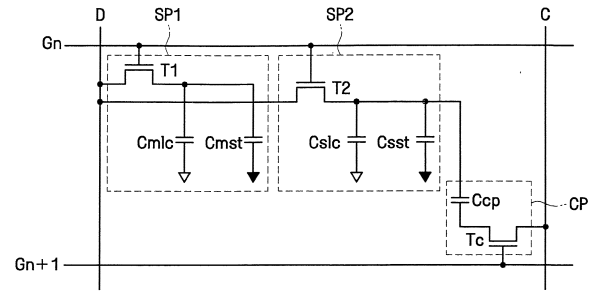 D SP1 SP2 C
Gn
T1 T2
Cmlc Cmst Cslc Csst
Ccp CP
Tc
Gn+1